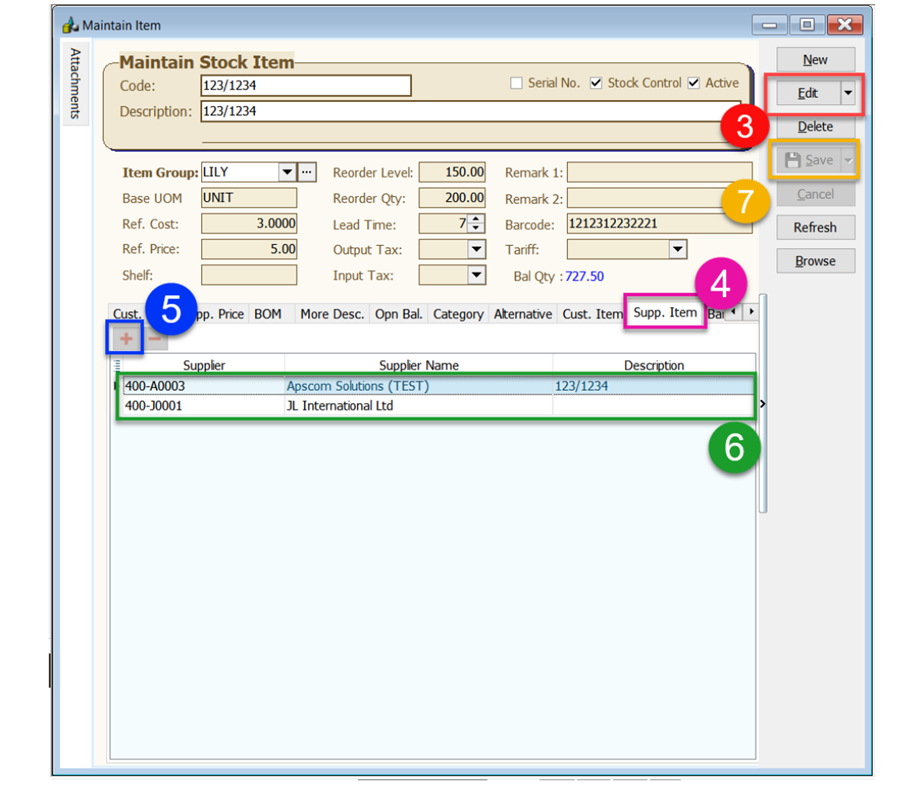 Maintain Item
Attachments
Maintain Stock Item
Code: 123/1234 Serial No. Stock Control Active
Description: 123/1234
Item Group: LILY ... Reorder Level: 150.00 Remark 1:
Base UOM UNIT Reorder Qty: 200.00 Remark 2:
Ref. Cost: 3.0000 Lead Time: 7 Barcode: 1212312232221
Ref. Price: 5.00 Output Tax: Tariff:
Shelf: Input Tax: Bal Qty : 727.50
New
Edit
3
Delete
Save
7
Cancel
Refresh
Browse
4
5
Cust. pp. Price BOM More Desc. Opn Bal. Category Alternative Cust. Item Supp. Item Ba
+ −
Supplier Supplier Name Description
400-A0003 Apscom Solutions (TEST) 123/1234
400-J0001 JL International Ltd
6